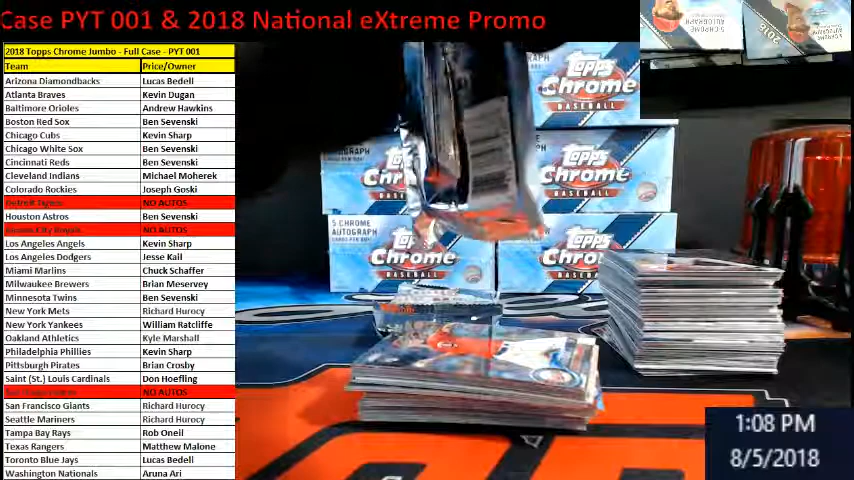 Case PYT 001 & 2018 National eXtreme Promo
2018 Topps Chrome Jumbo - Full Case - PYT 001
Team Price/Owner
Arizona Diamondbacks Lucas Bedell
Atlanta Braves Kevin Dugan
Baltimore Orioles Andrew Hawkins
Boston Red Sox Ben Sevenski
Chicago Cubs Kevin Sharp
Chicago White Sox Ben Sevenski
Cincinnati Reds Ben Sevenski
Cleveland Indians Michael Moherek
Colorado Rockies Joseph Goski
Detroit Tigers NO AUTOS
Houston Astros Ben Sevenski
Kansas City Royals NO AUTOS
Los Angeles Angels Kevin Sharp
Los Angeles Dodgers Jesse Kail
Miami Marlins Chuck Schaffer
Milwaukee Brewers Brian Meservey
Minnesota Twins Ben Sevenski
New York Mets Richard Hurocy
New York Yankees William Ratcliffe
Oakland Athletics Kyle Marshall
Philadelphia Phillies Kevin Sharp
Pittsburgh Pirates Brian Crosby
Saint (St.) Louis Cardinals Don Hoefling
NO AUTOS
San Francisco Giants Richard Hurocy
Seattle Mariners Richard Hurocy
Tampa Bay Rays Rob Oneil
Texas Rangers Matthew Malone
Toronto Blue Jays Lucas Bedell
Washington Nationals Aruna Ari
Topps
Chrome
BASEBALL
Topps
Chrome
BASEBALL
5 CHROME
AUTOGRAPH
CARDS PER BOX
Topps
Chrome
BASEBALL
Topps
Chro
BASEB
1:08 PM
8/5/2018